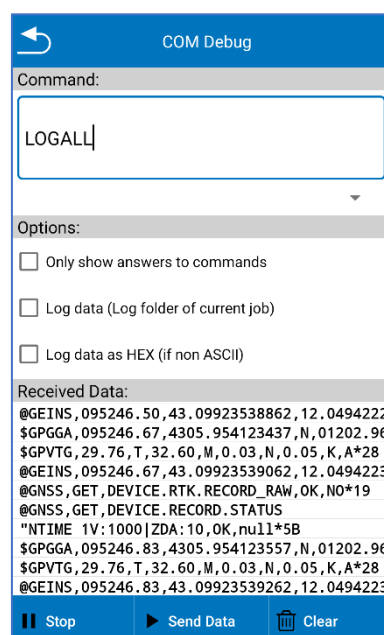 COM Debug
Command:
LOGALL
Options:
Only show answers to commands
Log data (Log folder of current job)
Log data as HEX (if non ASCII)
Received Data:
@GEINS,095246.50,43.09923538862,12.0494222
$GPGGA,095246.67,4305.954123437,N,01202.96
$GPVTG,29.76,T,32.60,M,0.03,N,0.05,K,A*28
@GEINS,095246.67,43.09923539062,12.0494223
@GNSS,GET,DEVICE.RTK.RECORD_RAW,OK,NO*19
@GNSS,GET,DEVICE.RECORD.STATUS
"NTIME 1V:1000|ZDA:10,OK,null*5B
$GPGGA,095246.83,4305.954123557,N,01202.96
$GPVTG,29.76,T,32.60,M,0.03,N,0.05,K,A*28
@GEINS,095246.83,43.09923539262,12.0494223
Stop Send Data Clear